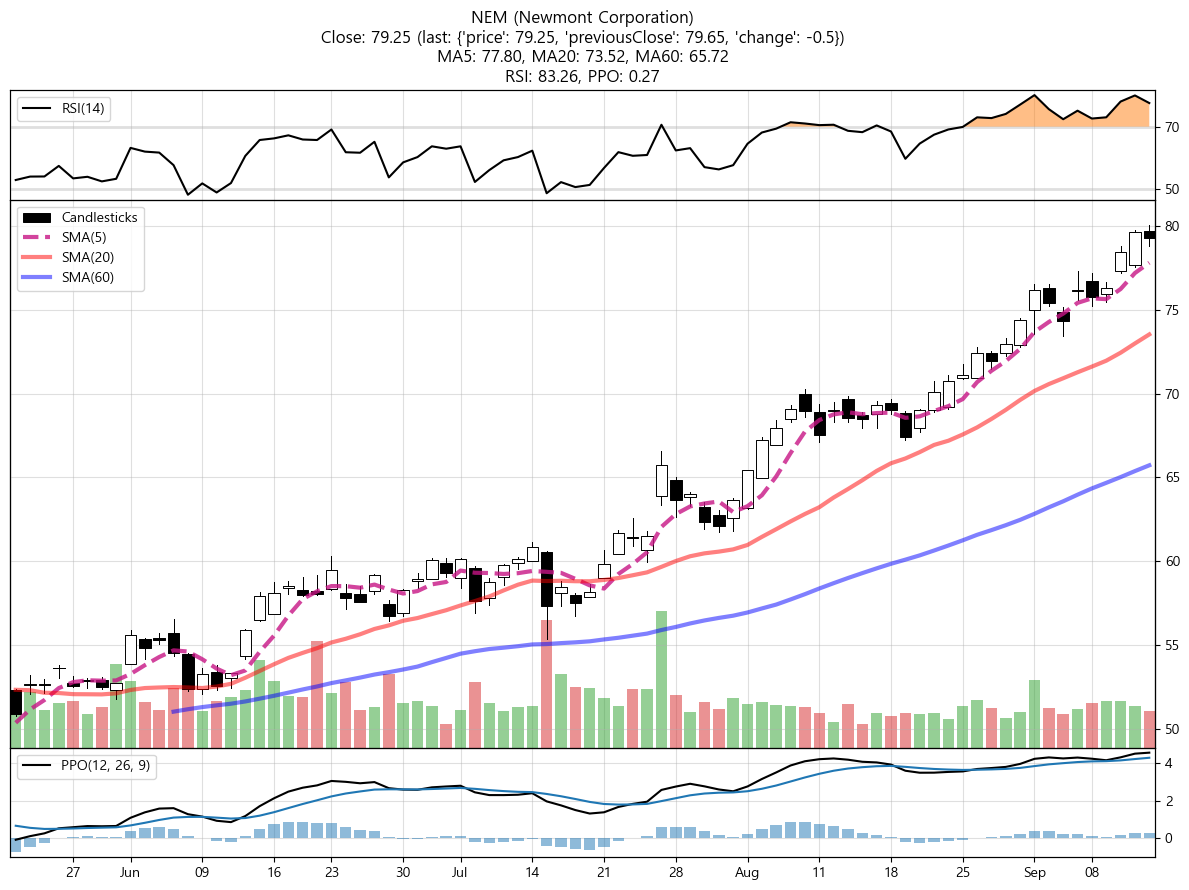 NEM (Newmont Corporation)
Close: 79.25 (last: {'price': 79.25, 'previousClose': 79.65, 'change': -0.5})
MA5: 77.80, MA20: 73.52, MA60: 65.72
RSI: 83.26, PPO: 0.27
RSI(14)
70
50
Candlesticks
SMA(5)
SMA(20)
SMA(60)
80
75
70
65
60
55
50
PPO(12, 26, 9)
4
2
0
27 Jun 09 16 23 30 Jul 14 21 28 Aug 11 18 25 Sep 08